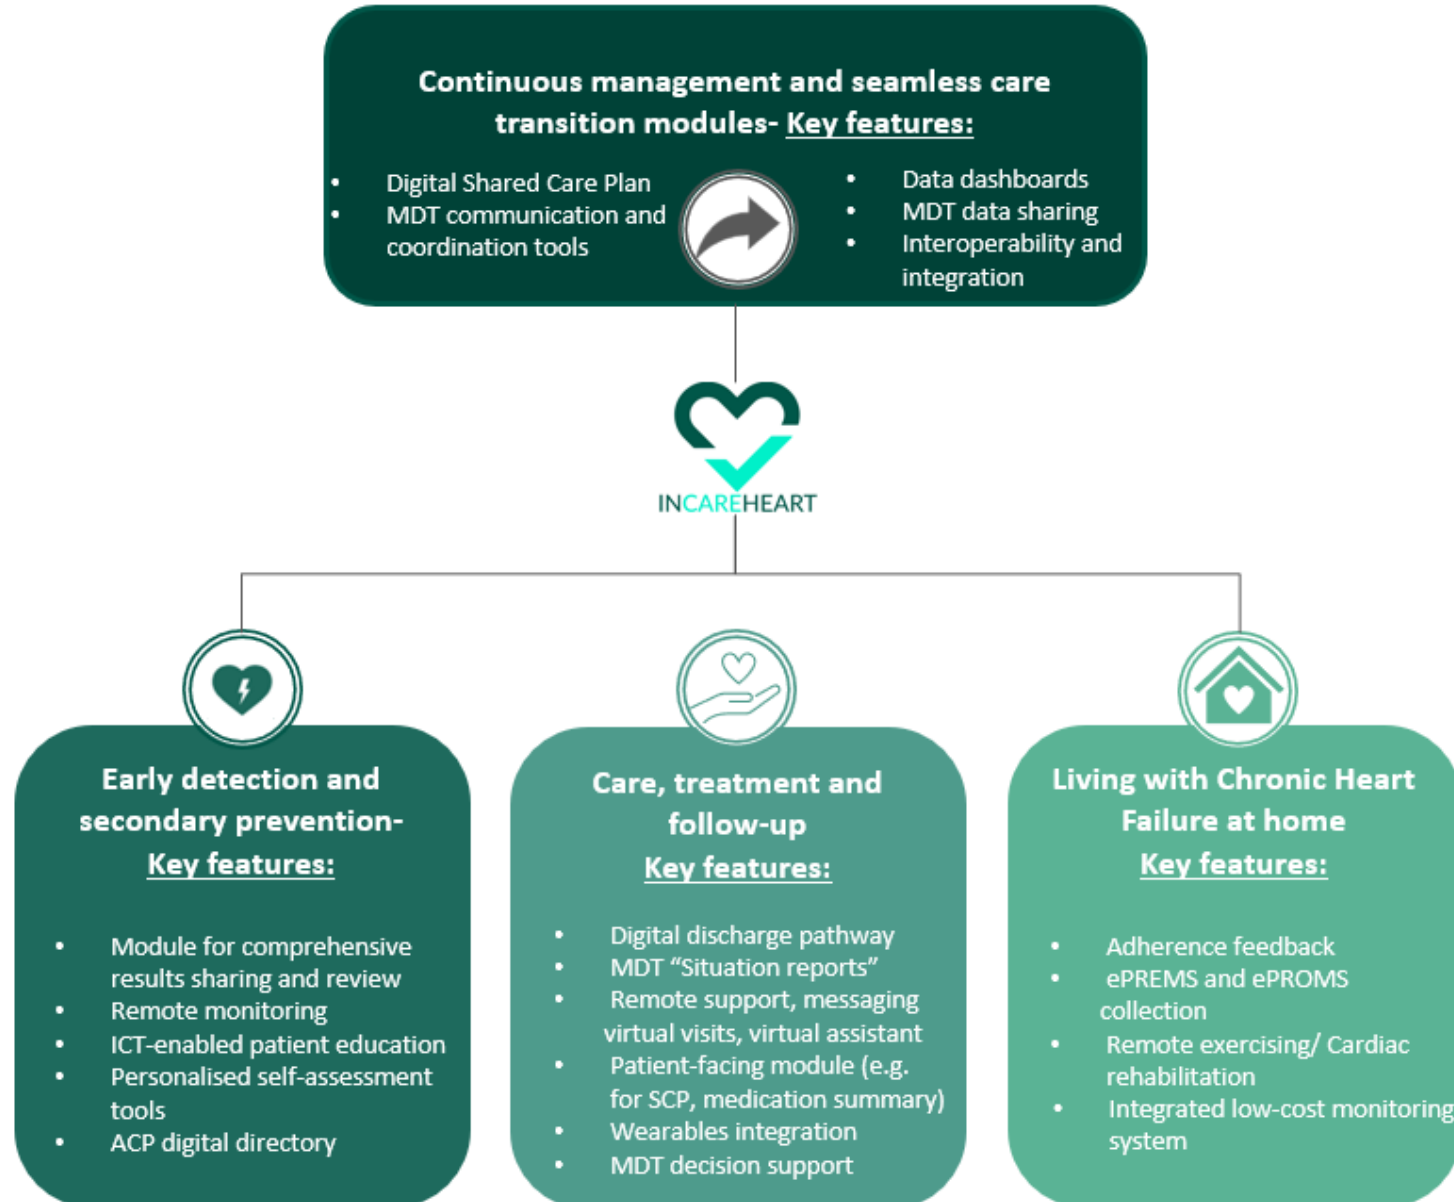 Continuous management and seamless care
transition modules- Key features:
• Digital Shared Care Plan
• MDT communication and
coordination tools
• Data dashboards
• MDT data sharing
• Interoperability and
integration
INCAREHEART
Early detection and
secondary prevention-
Key features:
• Module for comprehensive
results sharing and review
• Remote monitoring
• ICT-enabled patient education
• Personalised self-assessment
tools
• ACP digital directory
Care, treatment and
follow-up
Key features:
• Digital discharge pathway
• MDT “Situation reports”
• Remote support, messaging
virtual visits, virtual assistant
• Patient-facing module (e.g.
for SCP, medication summary)
• Wearables integration
• MDT decision support
Living with Chronic Heart
Failure at home
Key features:
• Adherence feedback
• ePREMS and ePROMS
collection
• Remote exercising/ Cardiac
rehabilitation
• Integrated low-cost monitoring
system